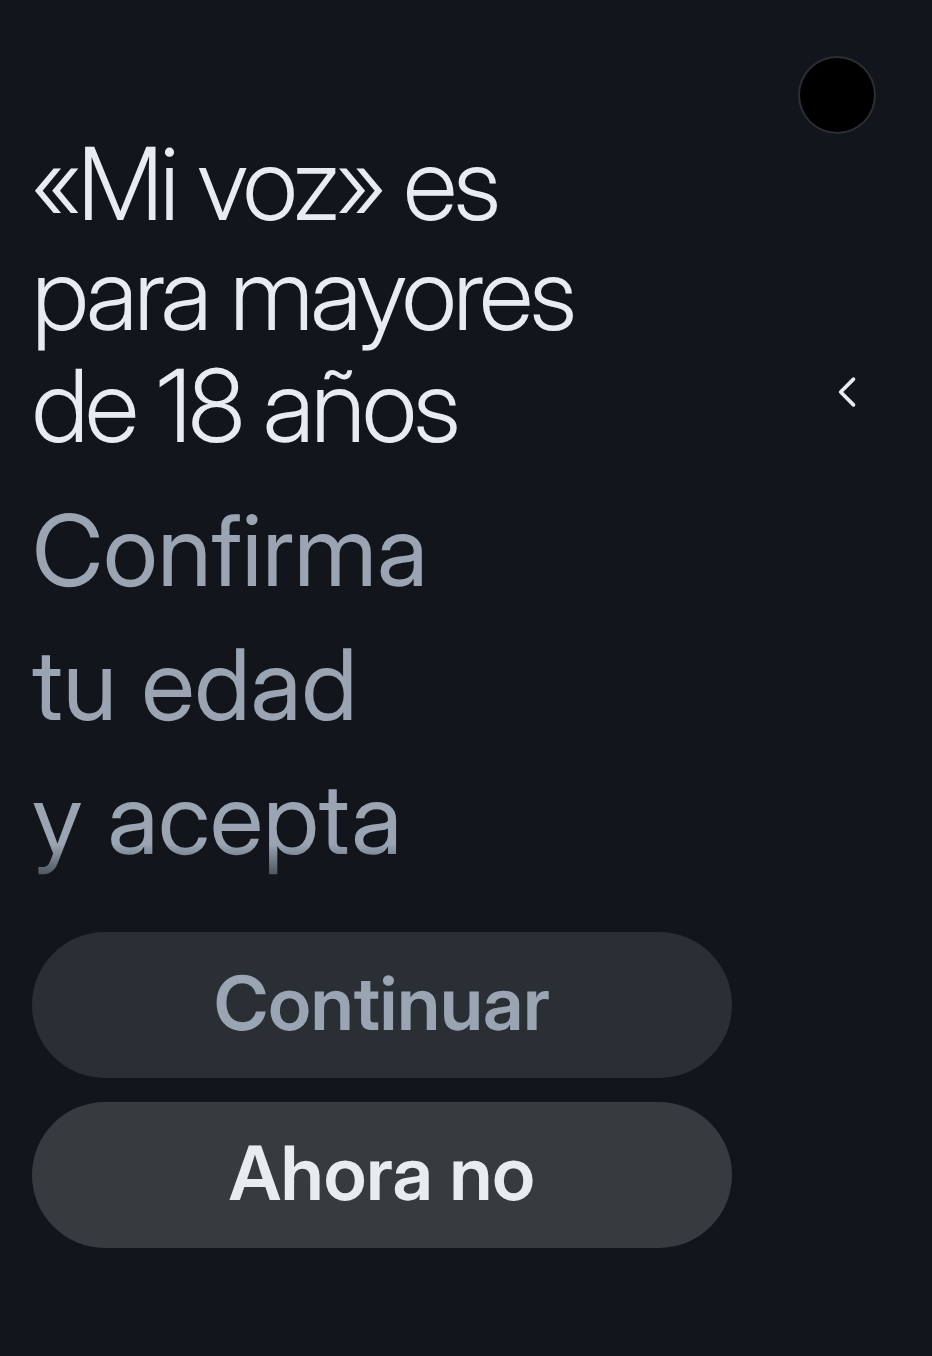 «Mi voz» es
para mayores
de 18 años
Confirma
tu edad
y acepta
Continuar
Ahora no